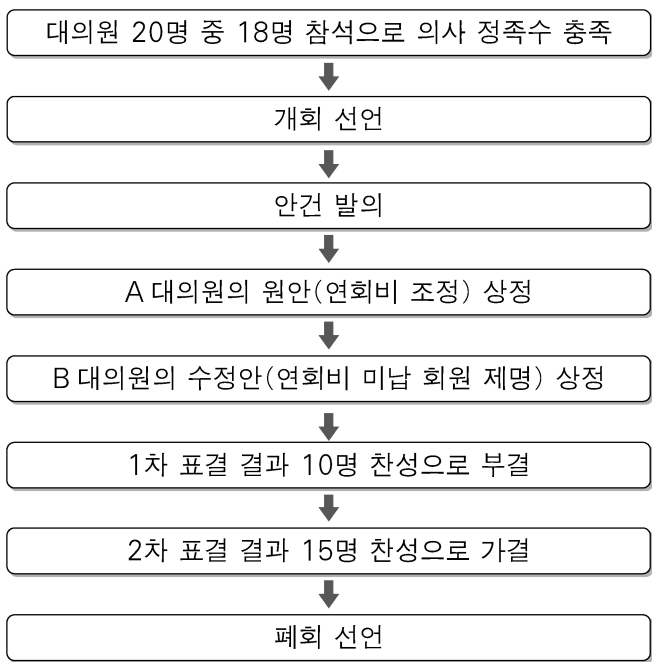 대의원 20명 중 18명 참석으로 의사 정족수 충족
개회 선언
안건 발의
A 대의원의 원안(연회비 조정) 상정
B 대의원의 수정안(연회비 미납 회원 제명) 상정
1차 표결 결과 10명 찬성으로 부결
2차 표결 결과 15명 찬성으로 가결
폐회 선언